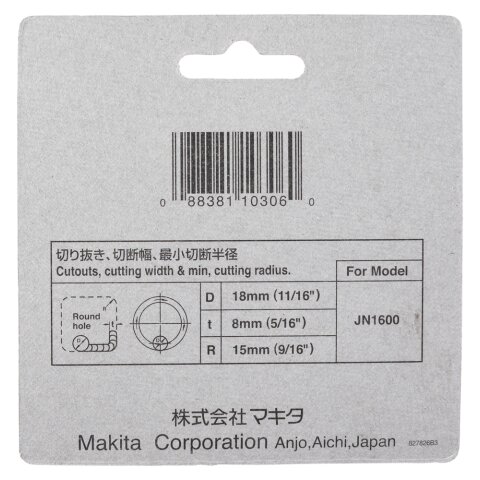 0 88381 10306 0
切り抜き、切断幅、最小切断半径
Cutouts, cutting width & min, cutting radius.
For Model
Round
hole
R
D
D 18mm (11/16")
t 8mm (5/16")
R 15mm (9/16")
JN1600
株式会社マキタ
Makita Corporation Anjo,Aichi,Japan
827826B3